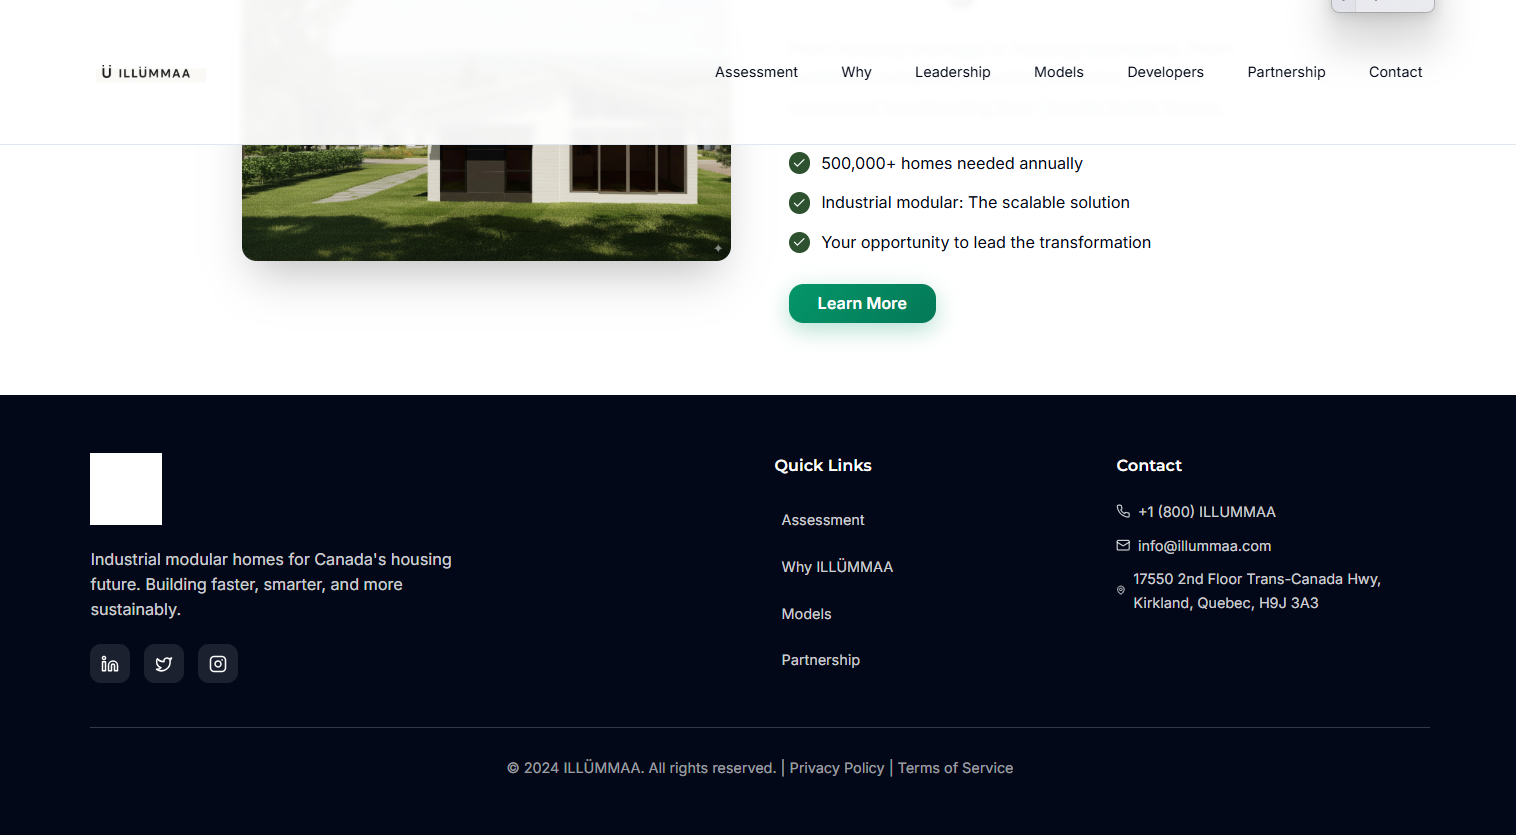 Ü ILLÜMMAA
Assessment
Why
Leadership
Models
Developers
Partnership
Contact
500,000+ homes needed annually
Industrial modular: The scalable solution
Your opportunity to lead the transformation
Learn More
Industrial modular homes for Canada's housing
future. Building faster, smarter, and more
sustainably.
Quick Links
Assessment
Why ILLÜMMAA
Models
Partnership
Contact
+1 (800) ILLUMMAA
info@illummaa.com
17550 2nd Floor Trans-Canada Hwy,
Kirkland, Quebec, H9J 3A3
© 2024 ILLÜMMAA. All rights reserved. | Privacy Policy | Terms of Service